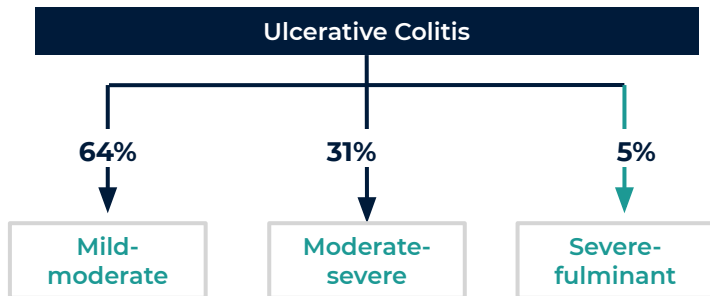 Ulcerative Colitis
64%
31%
5%
Mild-
moderate
Moderate-
severe
Severe-
fulminant